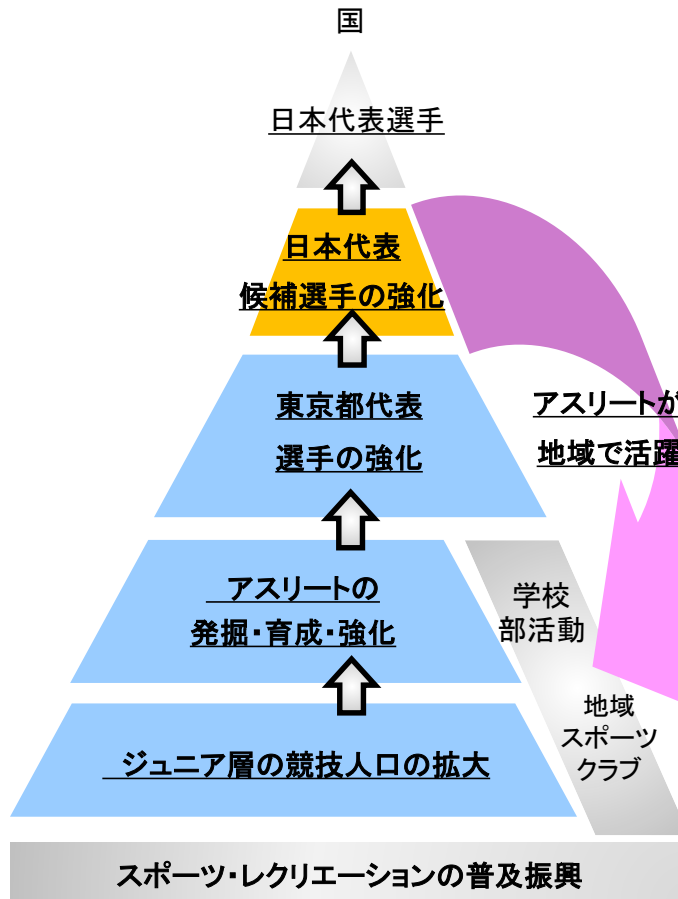 国
日本代表選手
日本代表
候補選手の強化
東京都代表
選手の強化
アスリートが
地域で活躍
アスリートの
発掘・育成・強化
学校
部活動
地域
スポーツ
クラブ
ジュニア層の競技人口の拡大
スポーツ・レクリエーションの普及振興